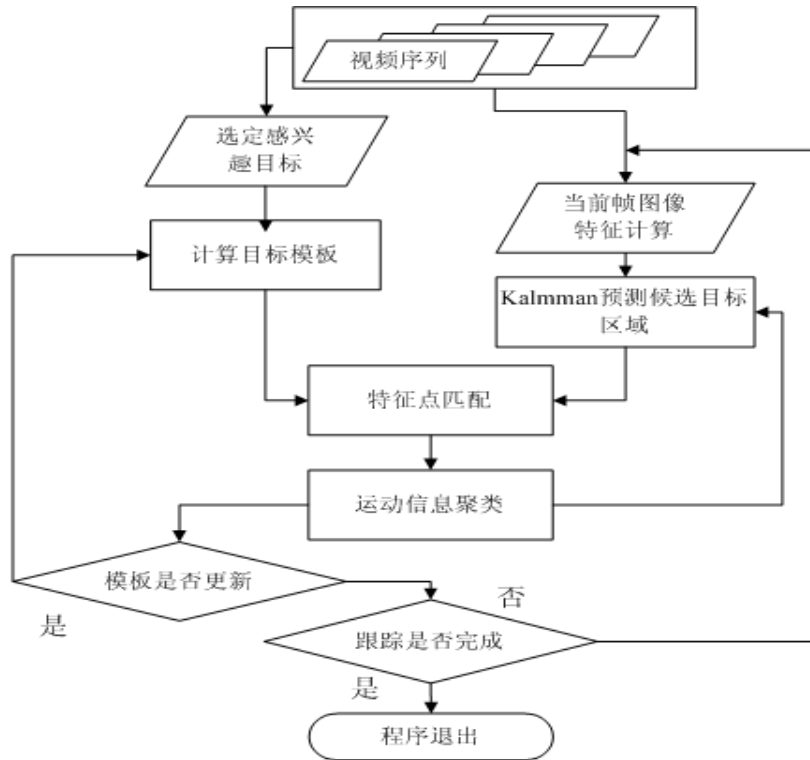 视频序列
选定感兴
趣目标
当前帧图像
特征计算
计算目标模板
Kalmman预测候选目标
区域
特征点匹配
运动信息聚类
模板是否更新
是
否
跟踪是否完成
是
程序退出